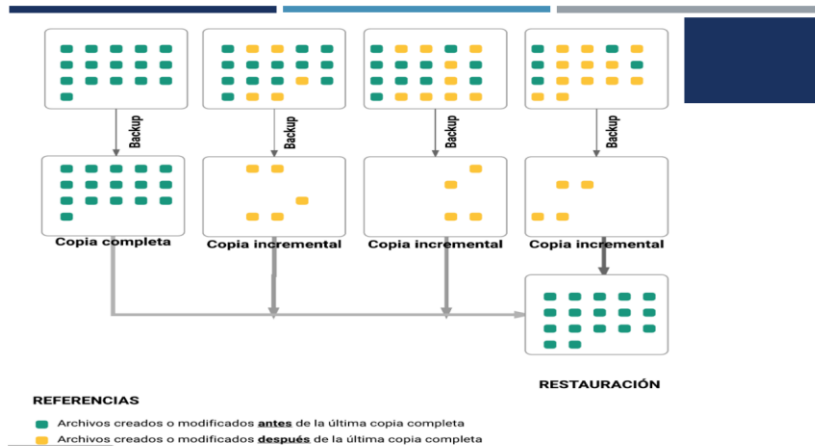 Backup
Backup
Backup
Backup
Copia completa
Copia incremental
Copia incremental
Copia incremental
RESTAURACIÓN
REFERENCIAS
Archivos creados o modificados antes de la última copia completa
Archivos creados o modificados después de la última copia completa